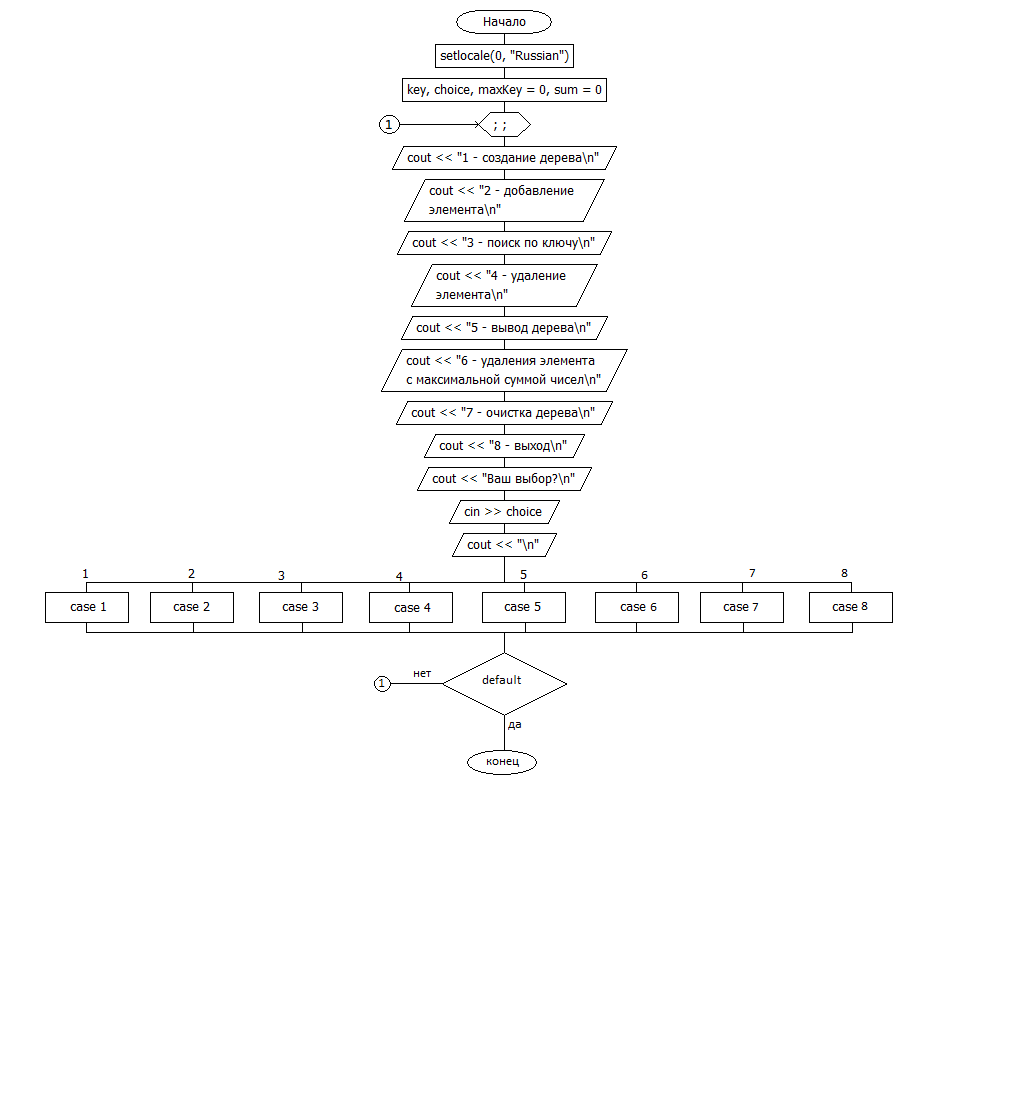 Начало
setlocale(0, "Russian")
key, choice, maxKey = 0, sum = 0
1
; ;
cout << "1 - создание дерева\n"
cout << "2 - добавление
элемента\n"
cout << "3 - поиск по ключу\n"
cout << "4 - удаление
элемента\n"
cout << "5 - вывод дерева\n"
cout << "6 - удаления элемента
с максимальной суммой чисел\n"
cout << "7 - очистка дерева\n"
cout << "8 - выход\n"
cout << "Ваш выбор?\n"
cin >> choice
cout << "\n"
1 2 3 4 5 6 7 8
case 1 case 2 case 3 case 4 case 5 case 6 case 7 case 8
нет
1
default
да
конец